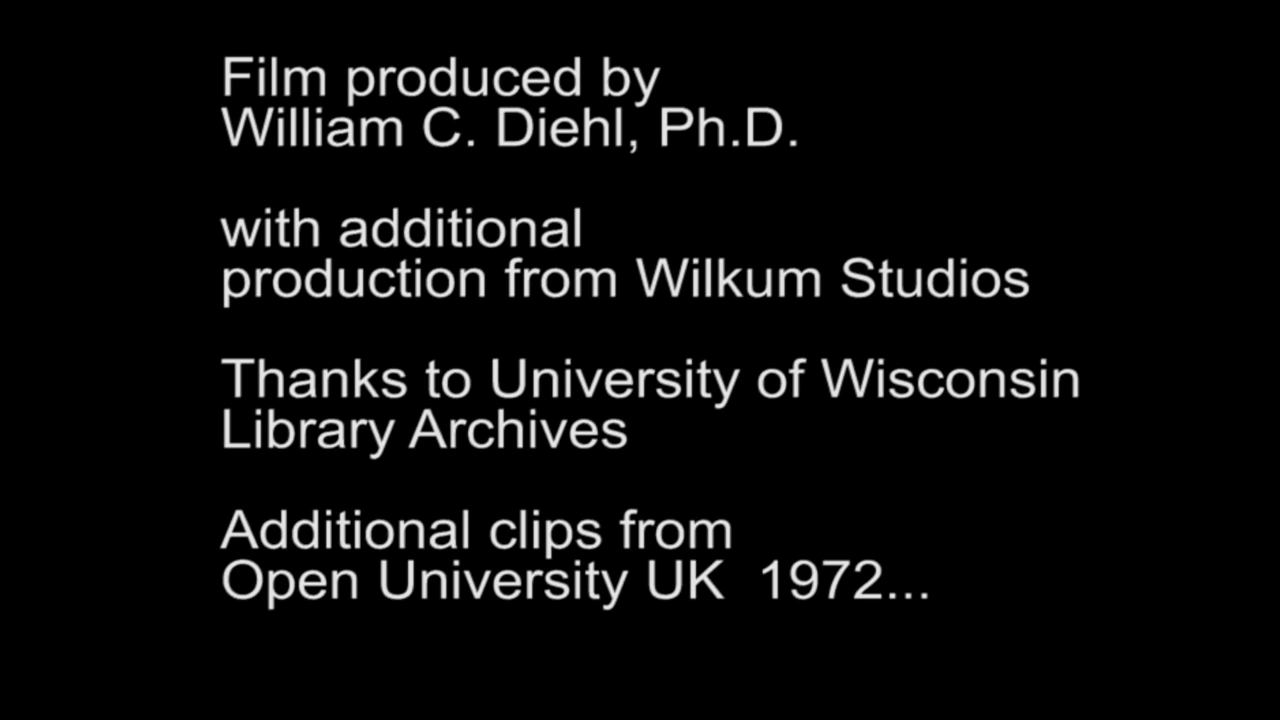 Film produced by
William C. Diehl, Ph.D.
with additional
production from Wilkum Studios
Thanks to University of Wisconsin
Library Archives
Additional clips from
Open University UK  1972...